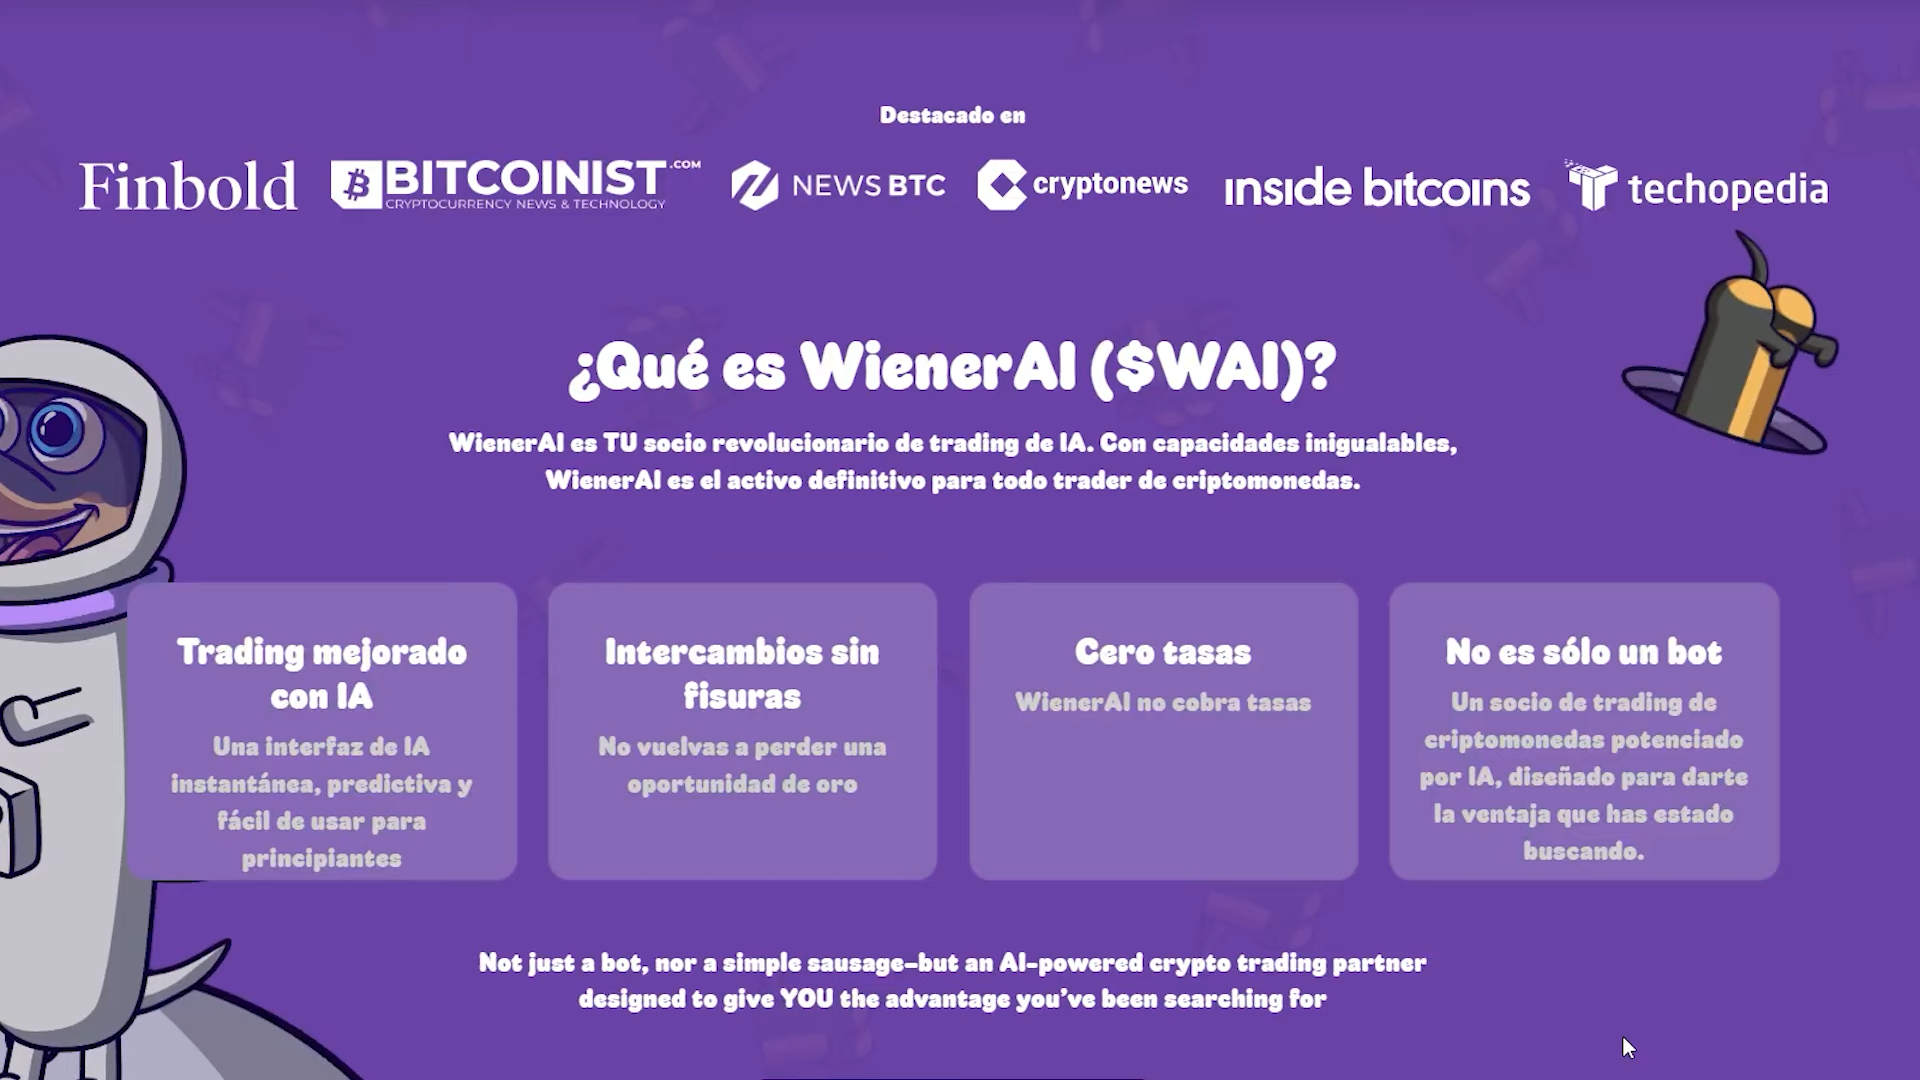 Destacado en
Finbold
BITCOINIST.COM
CRYPTOCURRENCY NEWS & TECHNOLOGY
NEWS BTC
cryptonews
inside bitcoins
techopedia
¿Qué es WienerAI ($WAI)?
WienerAI es TU socio revolucionario de trading de IA. Con capacidades inigualables,
WienerAI es el activo definitivo para todo trader de criptomonedas.
Trading mejorado
con IA
Una interfaz de IA
instantánea, predictiva y
fácil de usar para
principiantes
Intercambios sin
fisuras
No vuelvas a perder una
oportunidad de oro
Cero tasas
WienerAI no cobra tasas
No es sólo un bot
Un socio de trading de
criptomonedas potenciado
por IA, diseñado para darte
la ventaja que has estado
buscando.
Not just a bot, nor a simple sausage–but an AI-powered crypto trading partner
designed to give YOU the advantage you've been searching for